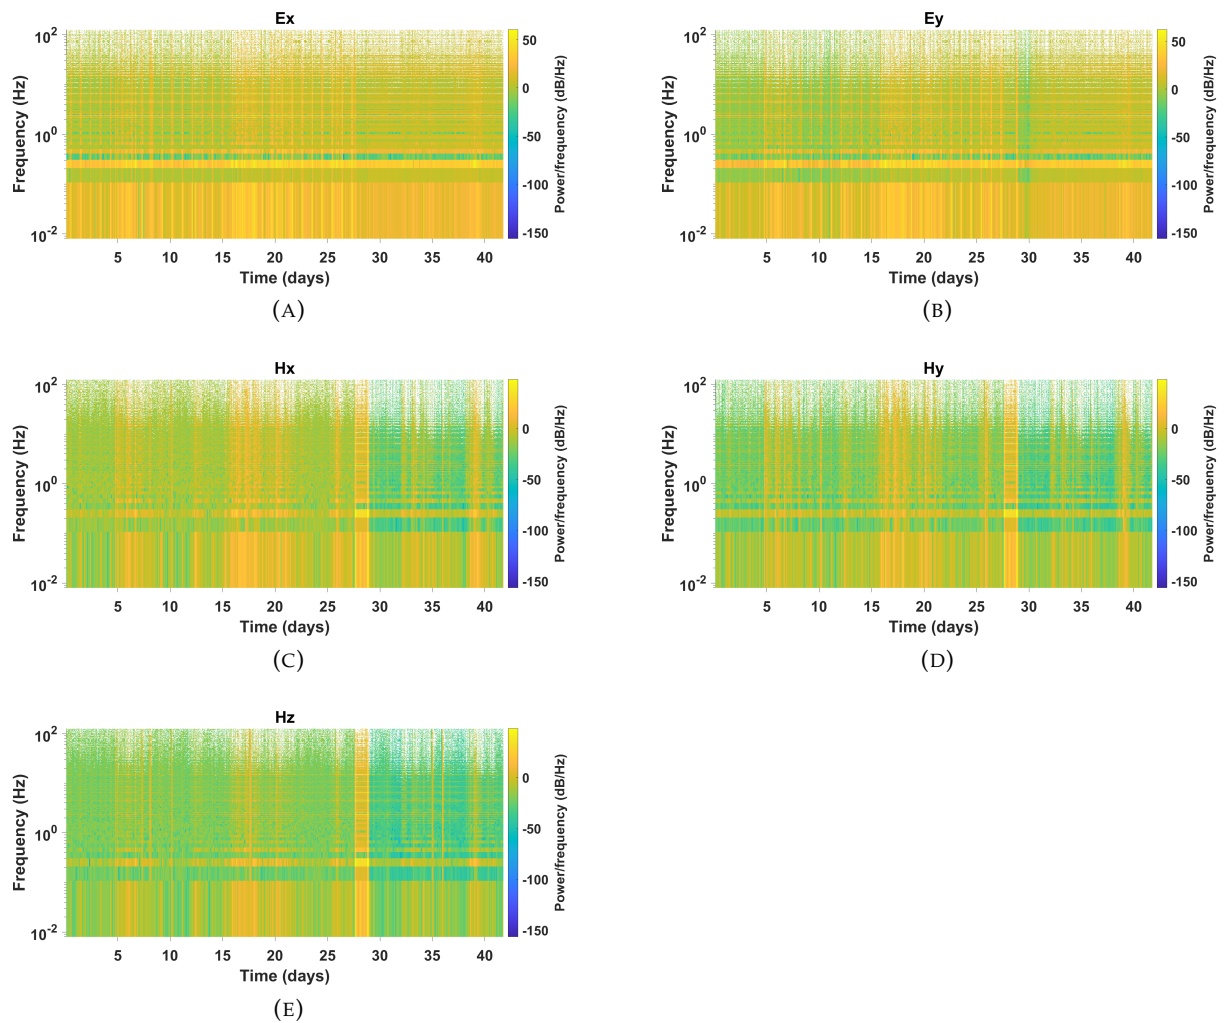 Ex
Frequency (Hz)
10^2
10^0
10^-2
5 10 15 20 25 30 35 40
Time (days)
50
0
-50
-100
-150
Power/frequency (dB/Hz)
(A)
Ey
Frequency (Hz)
10^2
10^0
10^-2
5 10 15 20 25 30 35 40
Time (days)
50
0
-50
-100
-150
Power/frequency (dB/Hz)
(B)
Hx
Frequency (Hz)
10^2
10^0
10^-2
5 10 15 20 25 30 35 40
Time (days)
0
-50
-100
-150
Power/frequency (dB/Hz)
(C)
Hy
Frequency (Hz)
10^2
10^0
10^-2
5 10 15 20 25 30 35 40
Time (days)
0
-50
-100
-150
Power/frequency (dB/Hz)
(D)
Hz
Frequency (Hz)
10^2
10^0
10^-2
5 10 15 20 25 30 35 40
Time (days)
0
-50
-100
-150
Power/frequency (dB/Hz)
(E)